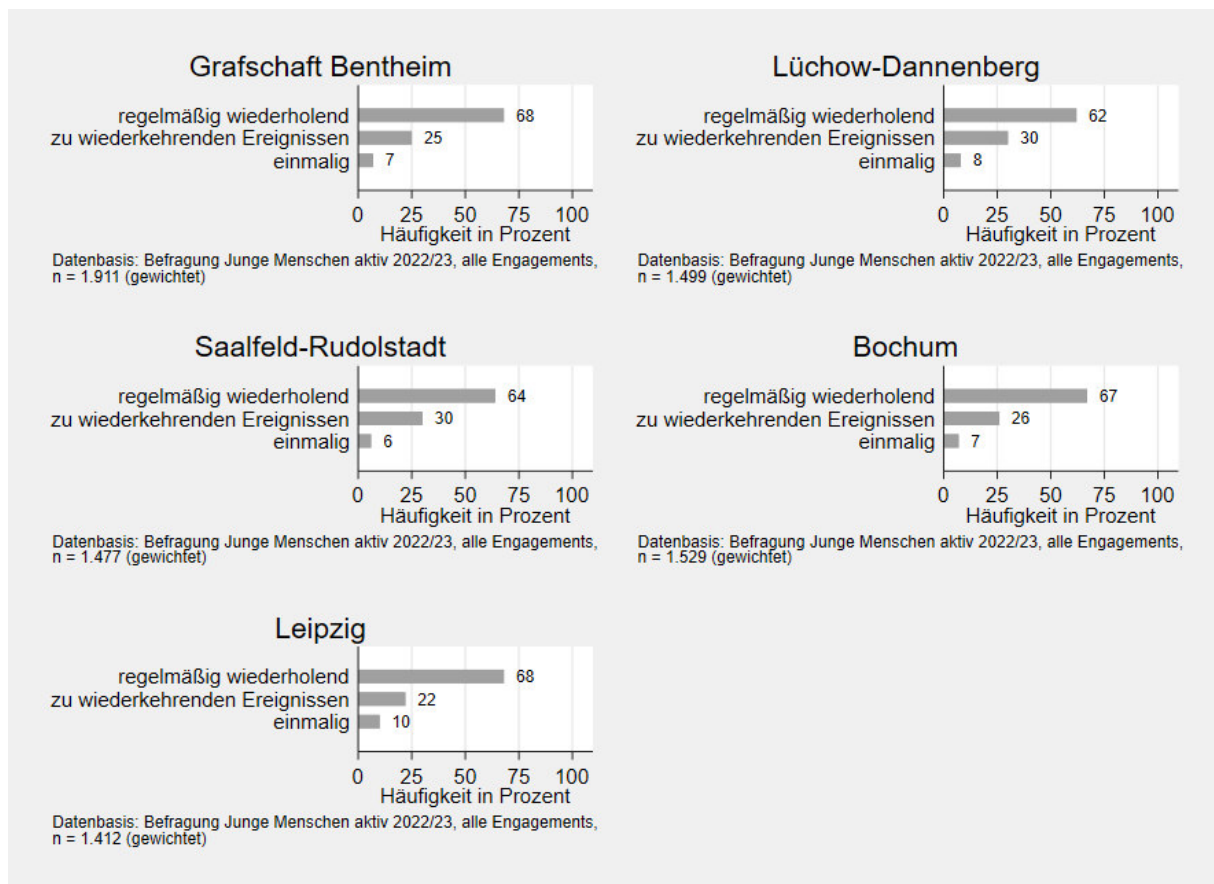 Grafschaft Bentheim
regelmäßig wiederholend 68
zu wiederkehrenden Ereignissen 25
einmalig 7
0 25 50 75 100
Häufigkeit in Prozent
Datenbasis: Befragung Junge Menschen aktiv 2022/23, alle Engagements,
n = 1.911 (gewichtet)
Lüchow-Dannenberg
regelmäßig wiederholend 62
zu wiederkehrenden Ereignissen 30
einmalig 8
0 25 50 75 100
Häufigkeit in Prozent
Datenbasis: Befragung Junge Menschen aktiv 2022/23, alle Engagements,
n = 1.499 (gewichtet)
Saalfeld-Rudolstadt
regelmäßig wiederholend 64
zu wiederkehrenden Ereignissen 30
einmalig 6
0 25 50 75 100
Häufigkeit in Prozent
Datenbasis: Befragung Junge Menschen aktiv 2022/23, alle Engagements,
n = 1.477 (gewichtet)
Bochum
regelmäßig wiederholend 67
zu wiederkehrenden Ereignissen 26
einmalig 7
0 25 50 75 100
Häufigkeit in Prozent
Datenbasis: Befragung Junge Menschen aktiv 2022/23, alle Engagements,
n = 1.529 (gewichtet)
Leipzig
regelmäßig wiederholend 68
zu wiederkehrenden Ereignissen 22
einmalig 10
0 25 50 75 100
Häufigkeit in Prozent
Datenbasis: Befragung Junge Menschen aktiv 2022/23, alle Engagements,
n = 1.412 (gewichtet)